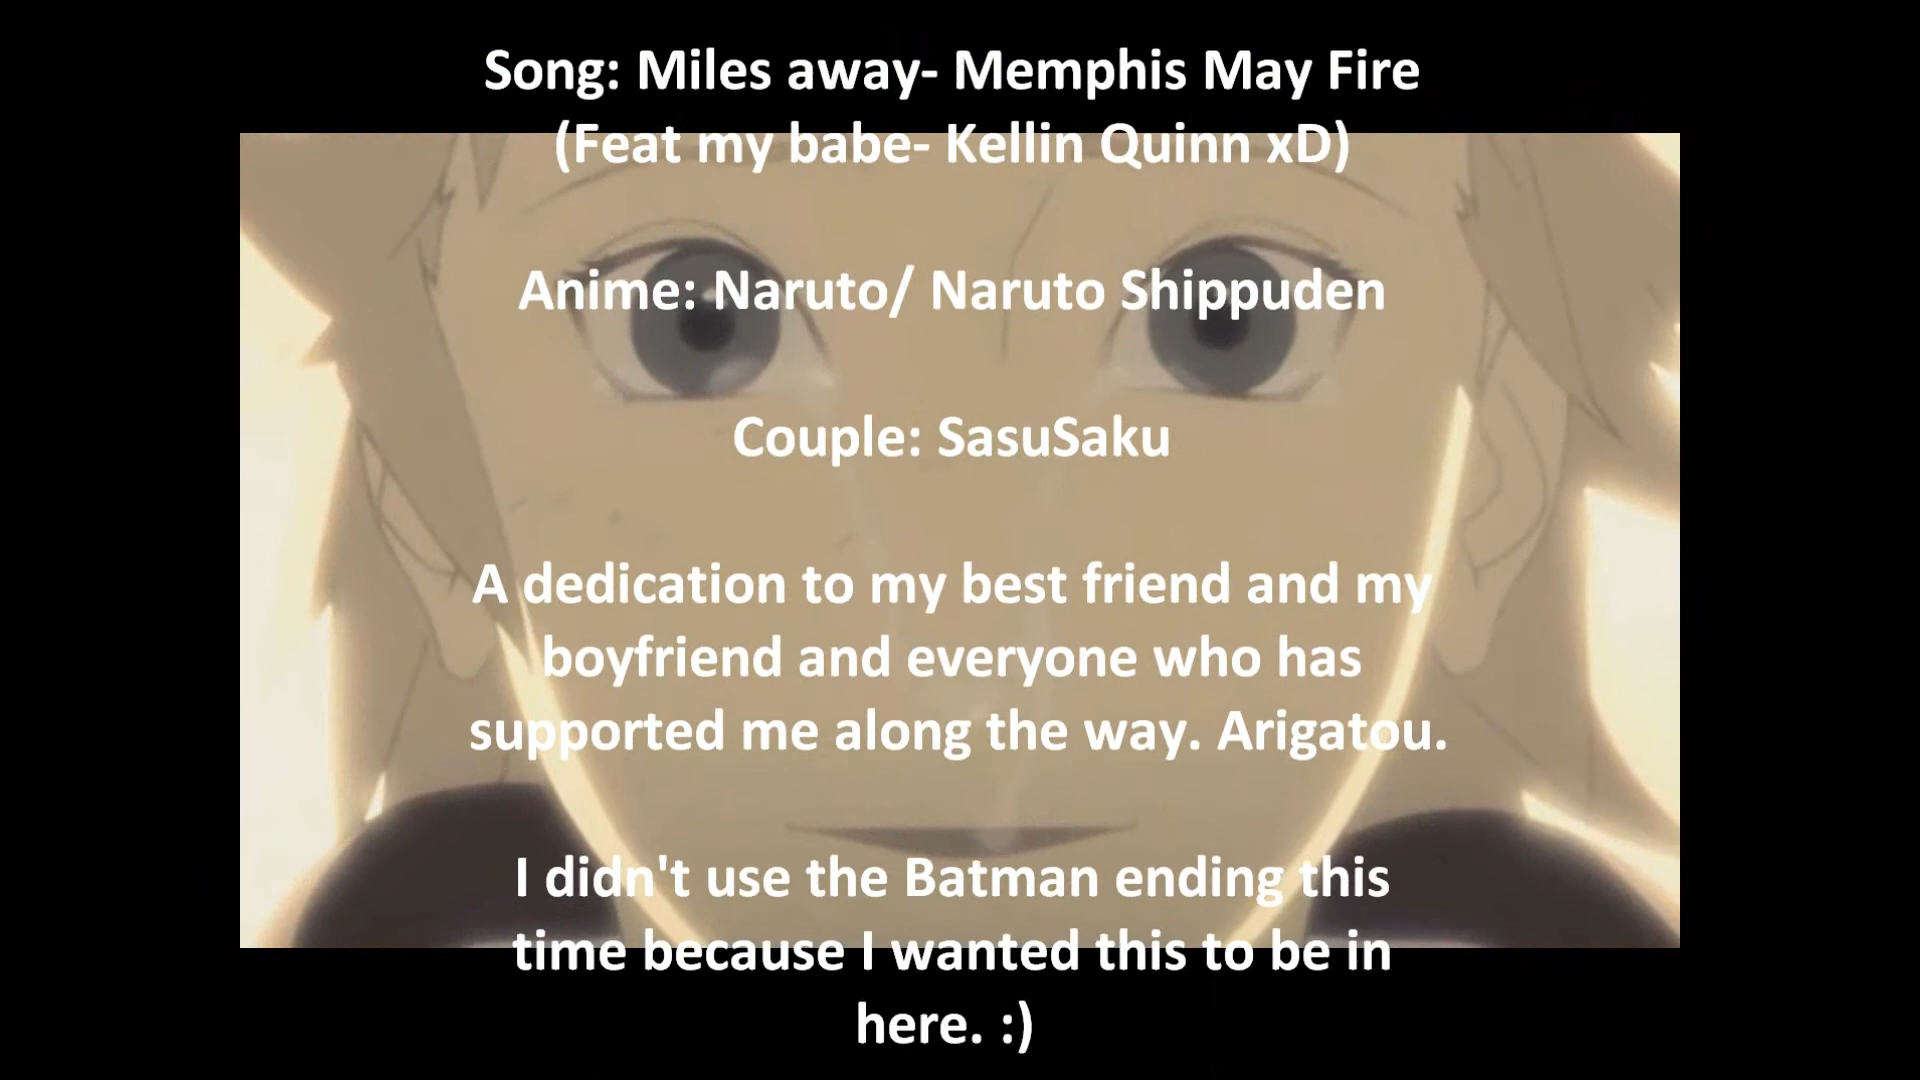 Song: Miles away- Memphis May Fire
(Feat my babe- Kellin Quinn xD)
Anime: Naruto/ Naruto Shippuden
Couple: SasuSaku
A dedication to my best friend and my
boyfriend and everyone who has
supported me along the way. Arigatou.
I didn't use the Batman ending this
time because I wanted this to be in
here. :)